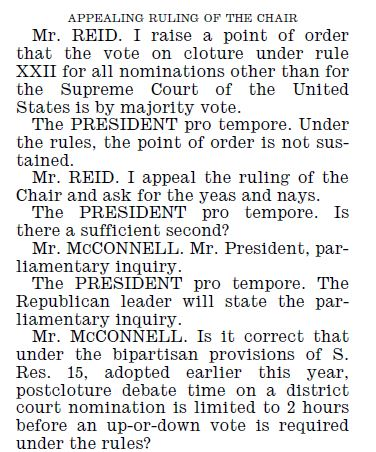 APPEALING RULING OF THE CHAIR
Mr. REID. I raise a point of order
that the vote on cloture under rule
XXII for all nominations other than for
the Supreme Court of the United
States is by majority vote.
The PRESIDENT pro tempore. Under
the rules, the point of order is not sus-
tained.
Mr. REID. I appeal the ruling of the
Chair and ask for the yeas and nays.
The PRESIDENT pro tempore. Is
there a sufficient second?
Mr. MCCONNELL. Mr. President, par-
liamentary inquiry.
The PRESIDENT pro tempore. The
Republican leader will state the par-
liamentary inquiry.
Mr. MCCONNELL. Is it correct that
under the bipartisan provisions of S.
Res. 15, adopted earlier this year,
postcloture debate time on a district
court nomination is limited to 2 hours
before an up-or-down vote is required
under the rules?